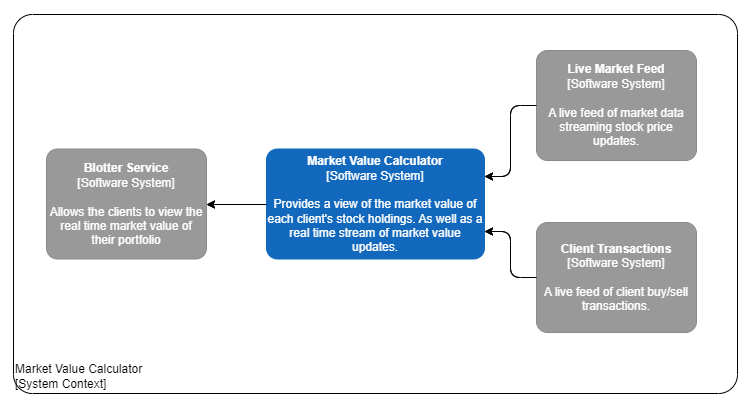 Live Market Feed
[Software System]
A live feed of market data
streaming stock price
updates.
Blotter Service
[Software System]
Allows the clients to view the
real time market value of
their portfolio
Market Value Calculator
[Software System]
Provides a view of the market value of
each client's stock holdings. As well as a
real time stream of market value
updates.
Client Transactions
[Software System]
A live feed of client buy/sell
transactions.
Market Value Calculator
[System Context]